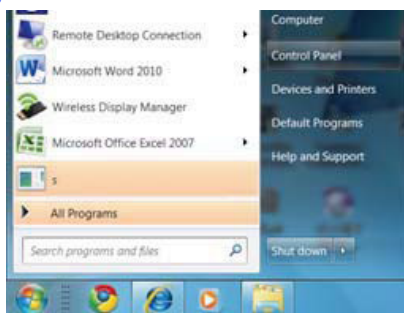 Remote Desktop Connection
Microsoft Word 2010
Wireless Display Manager
Microsoft Office Excel 2007
s
All Programs
Search programs and files
Computer
Control Panel
Devices and Printers
Default Programs
Help and Support
Shut down